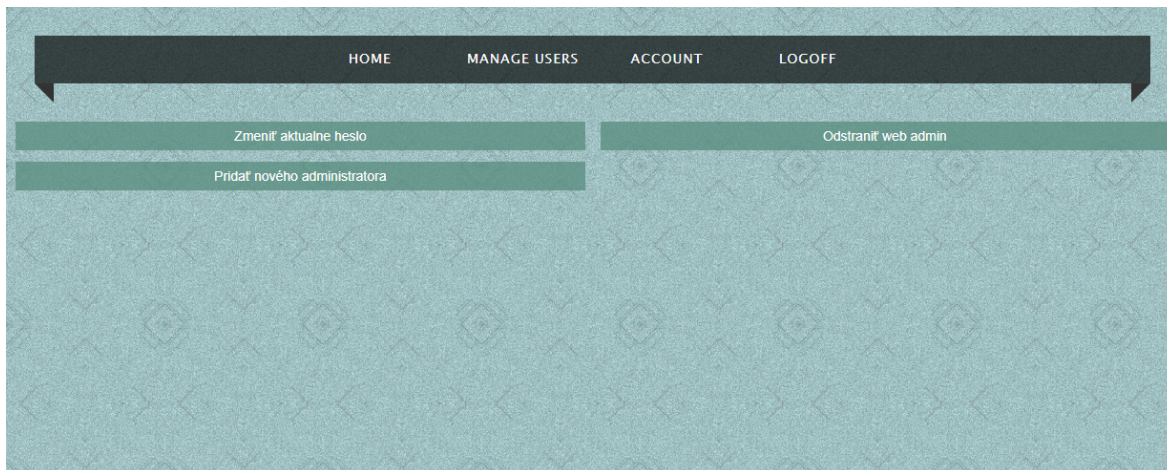 HOME MANAGE USERS ACCOUNT LOGOFF
Zmeniť aktualne heslo
Odstraniť web admin
Pridať nového administratora